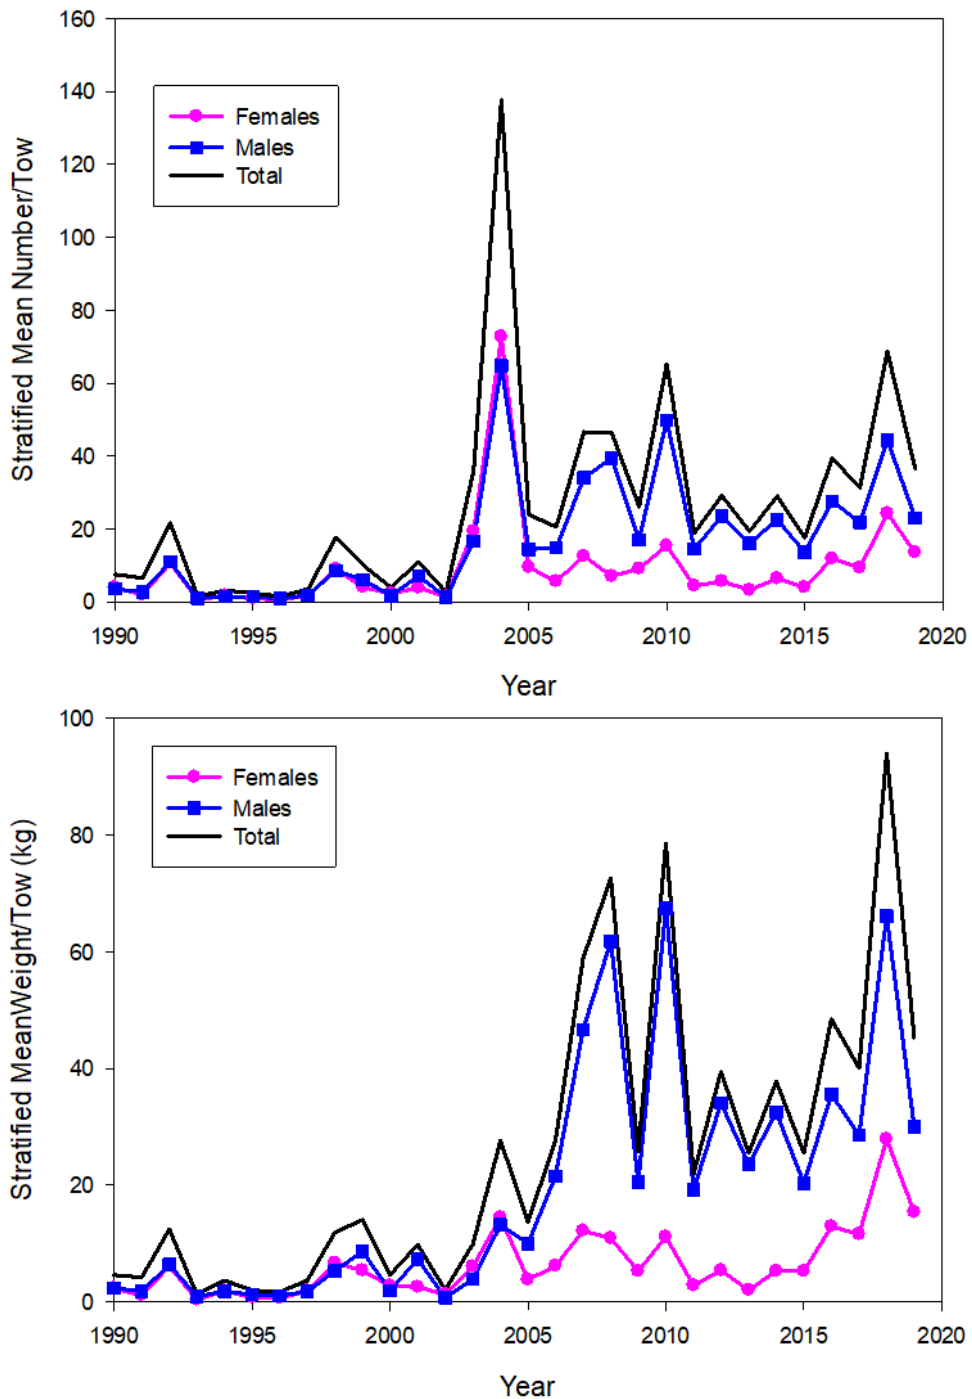 160
140
120
100
80
60
40
20
0
Stratified Mean Number/Tow
Females
Males
Total
1990 1995 2000 2005 2010 2015 2020
Year
100
80
60
40
20
0
Stratified MeanWeight/Tow (kg)
Females
Males
Total
1990 1995 2000 2005 2010 2015 2020
Year